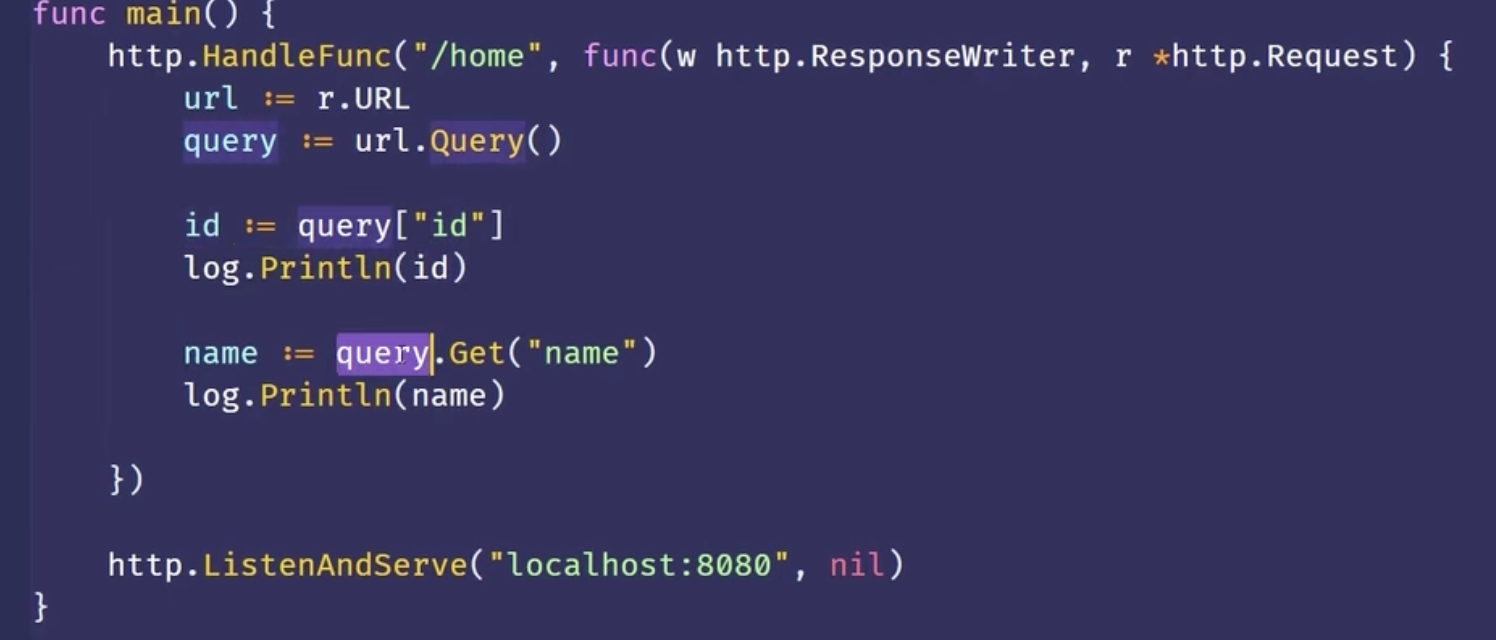 func main() {
    http.HandleFunc("/home", func(w http.ResponseWriter, r *http.Request) {
        url := r.URL
        query := url.Query()

        id := query["id"]
        log.Println(id)

        name := query.Get("name")
        log.Println(name)

    })

    http.ListenAndServe("localhost:8080", nil)
}